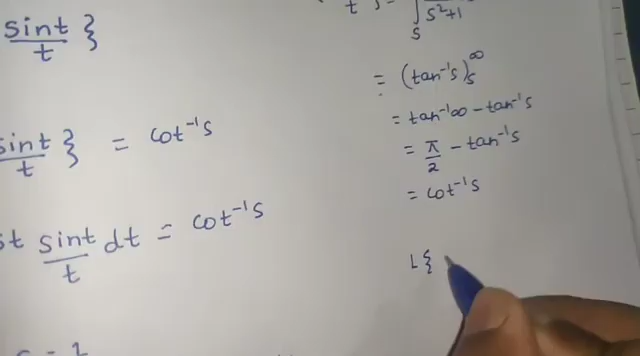 sint/t }
sint/t } = cot⁻¹s
st sint/t dt = cot⁻¹s
t ∫ s²+1
s
= (tan⁻¹s)ₛ^∞
= tan⁻¹∞ - tan⁻¹s
= π/2 - tan⁻¹s
= cot⁻¹s
L{